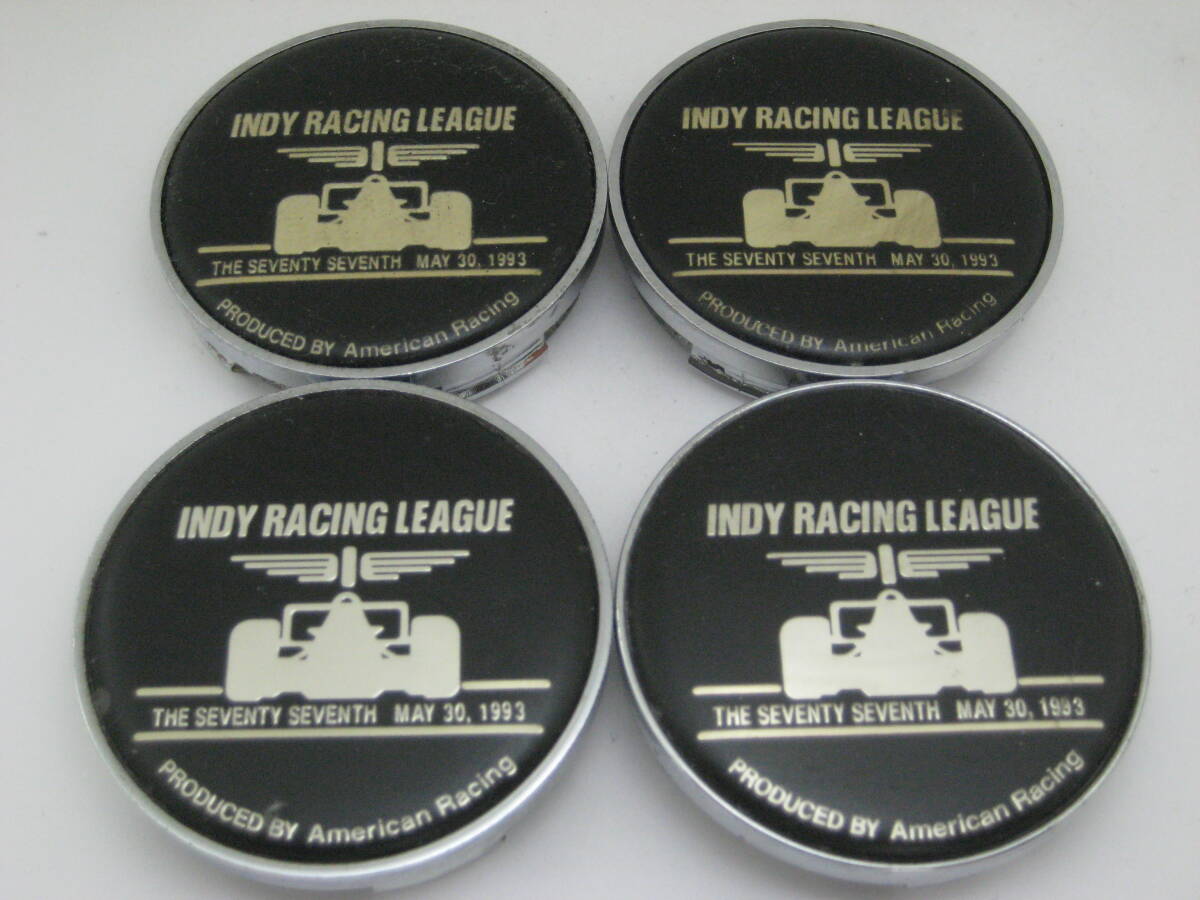 INDY RACING LEAGUE
THE SEVENTY SEVENTH MAY 30, 1993
PRODUCED BY American Racing
INDY RACING LEAGUE
THE SEVENTY SEVENTH MAY 30, 1993
PRODUCED BY American Racing
INDY RACING LEAGUE
THE SEVENTY SEVENTH MAY 30, 1993
PRODUCED BY American Racing
INDY RACING LEAGUE
THE SEVENTY SEVENTH MAY 30, 1993
PRODUCED BY American Racing